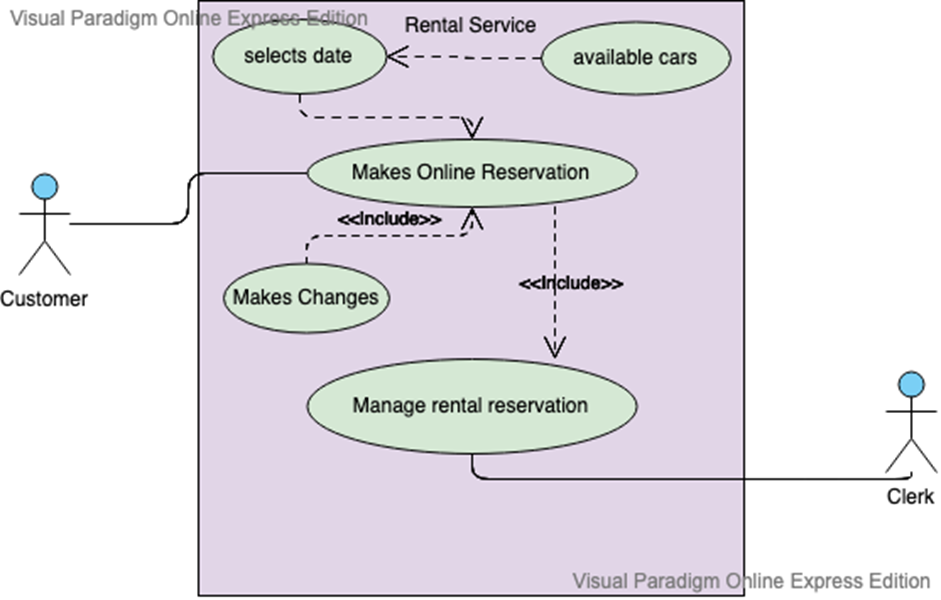 Visual Paradigm Online Express Edition
Rental Service
selects date
available cars
Makes Online Reservation
<<Include>>
Makes Changes
<<Include>>
Customer
Manage rental reservation
Clerk
Visual Paradigm Online Express Edition